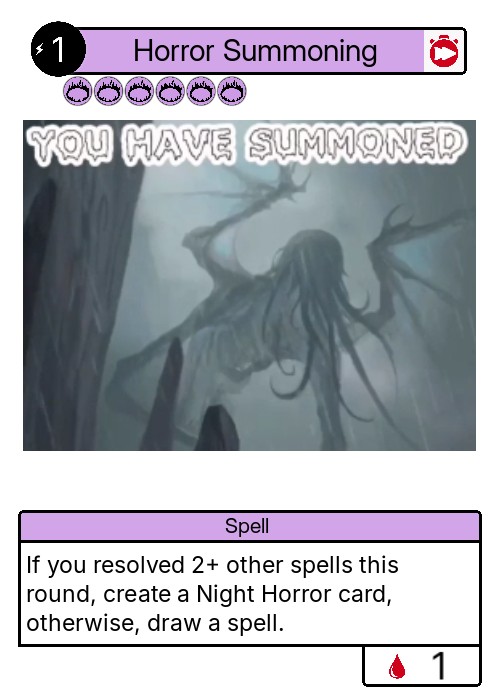 1 Horror Summoning
YOU HAVE SUMMONED
Spell
If you resolved 2+ other spells this
round, create a Night Horror card,
otherwise, draw a spell.
1